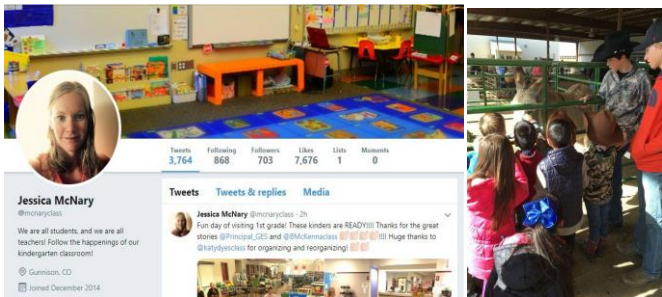 Tweets Following Followers Likes Lists Moments
3,764 868 703 7,676 1 0
Jessica McNary
@mcnaryclass
We are all students, and we are all
teachers! Follow the happenings of our
kindergarten classroom!
Gunnison, CO
Joined December 2014
Tweets Tweets & replies Media
Jessica McNary @mcnaryclass · 2h
Fun day of visiting 1st grade! These kinders are READY!!!! Thanks for the great
stories @Principal_GES and @BMcKennaclass !!!! Huge thanks to
@katydyesclass for organizing and reorganizing!